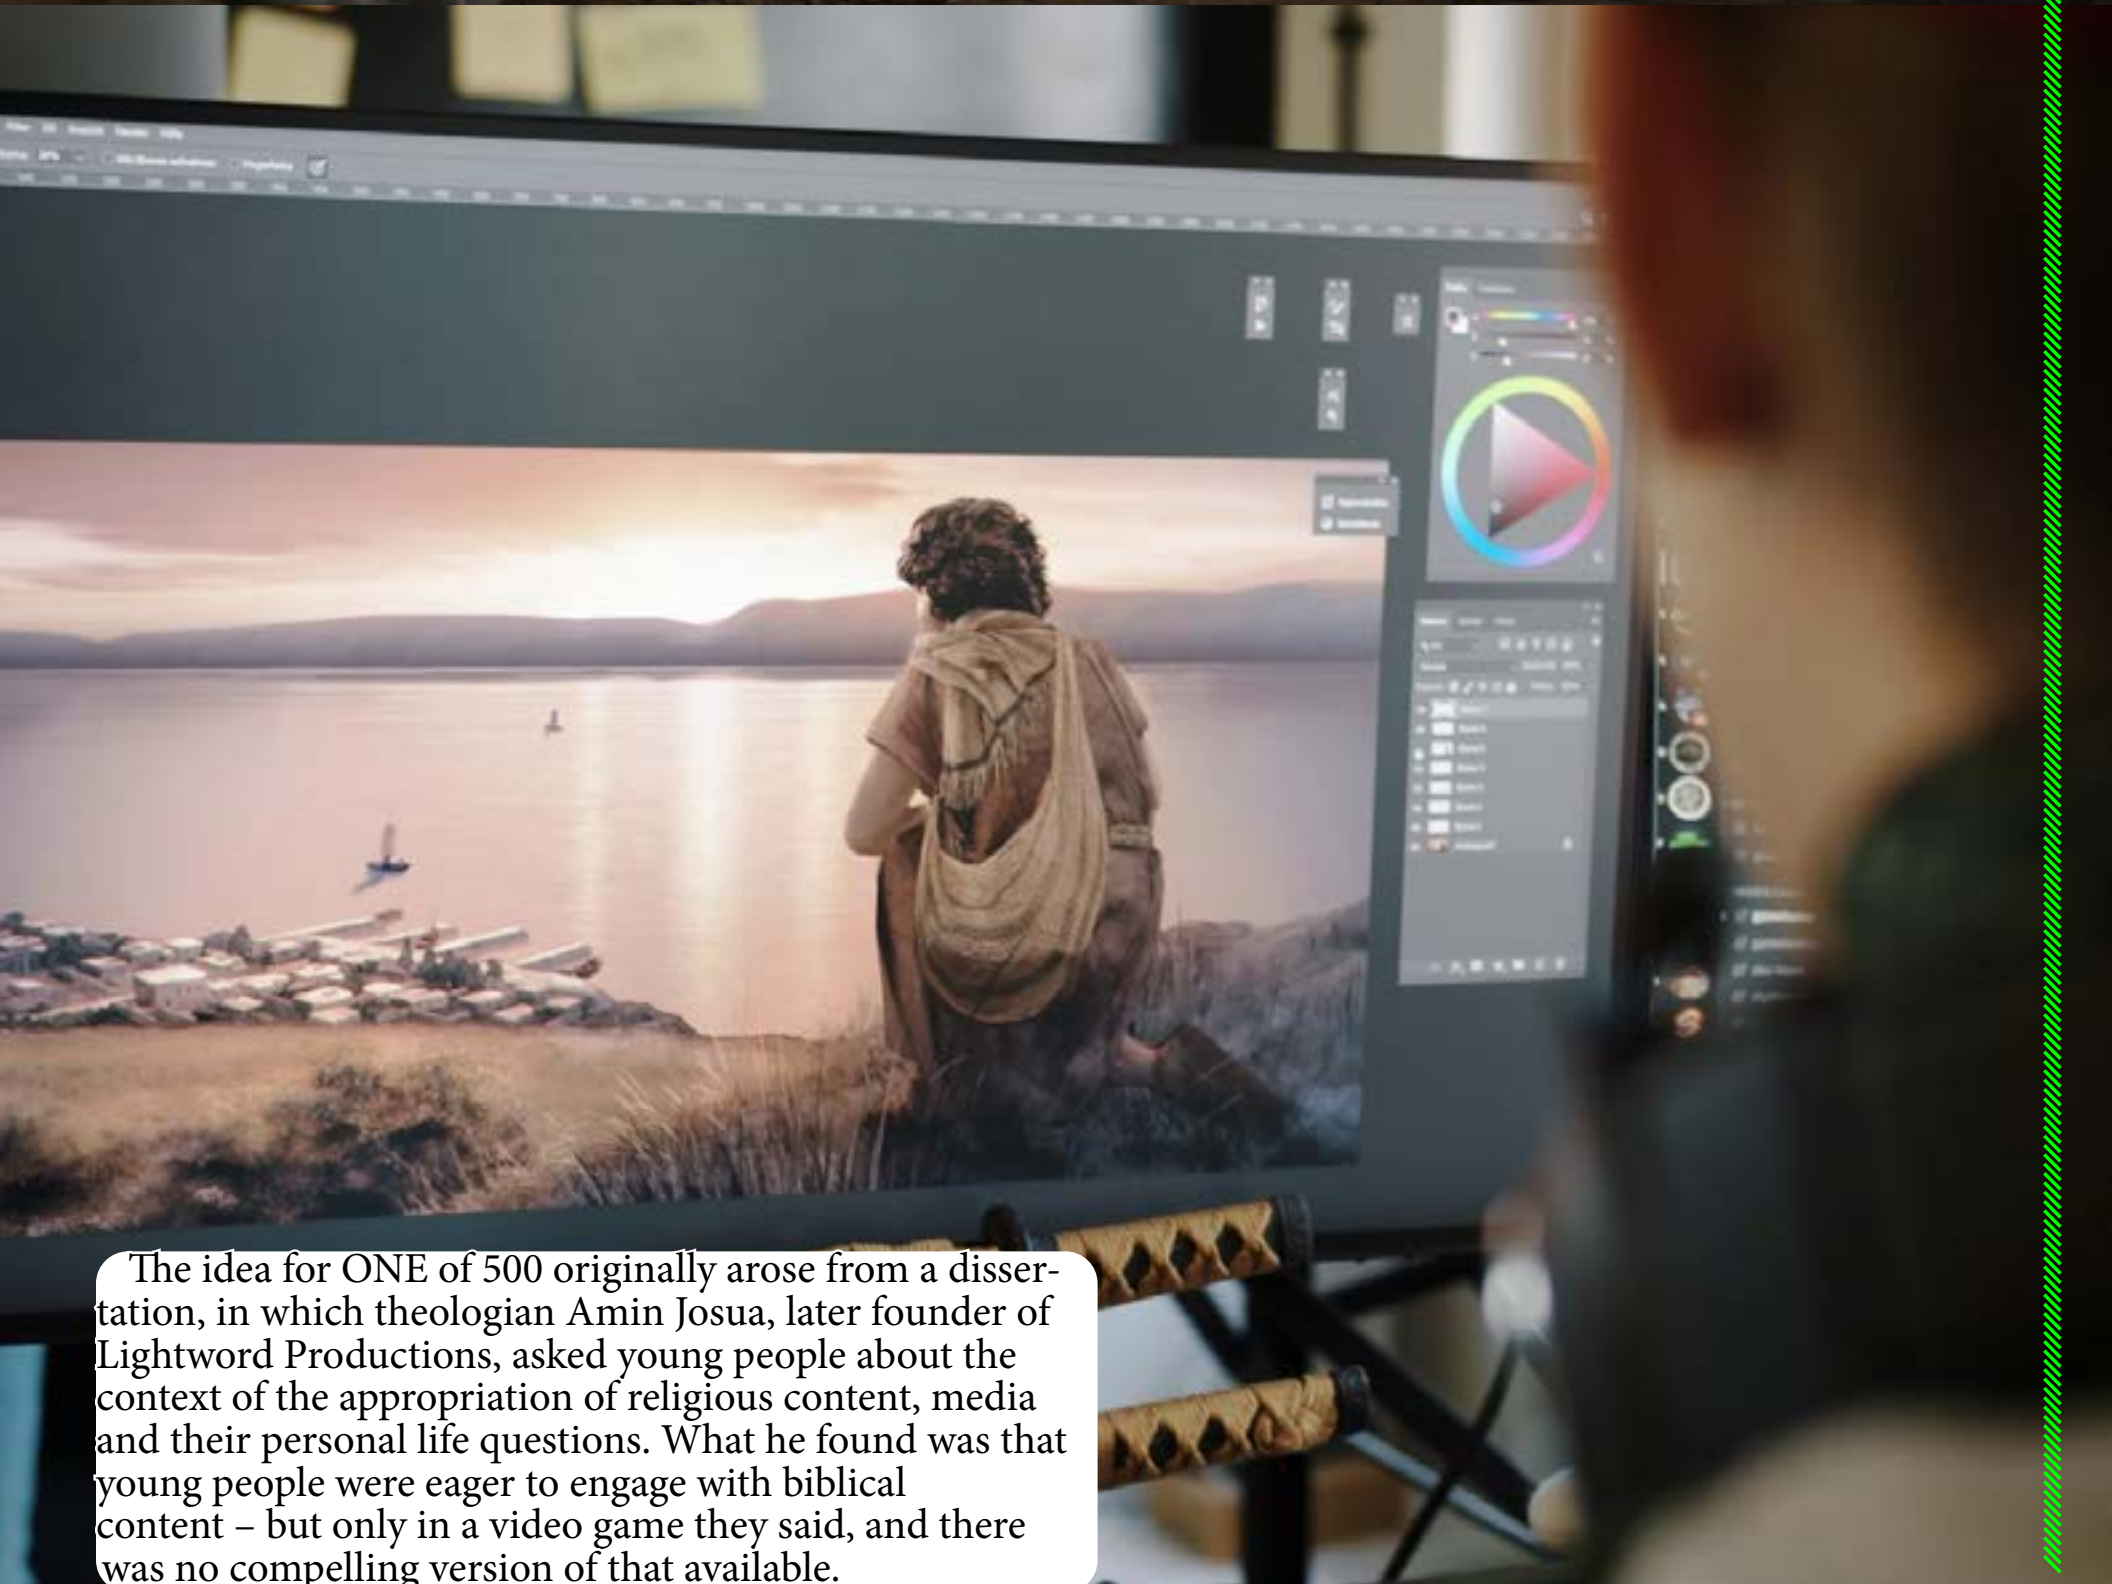 The idea for ONE of 500 originally arose from a disser-
tation, in which theologian Amin Josua, later founder of
Lightword Productions, asked young people about the
context of the appropriation of religious content, media
and their personal life questions. What he found was that
young people were eager to engage with biblical
content – but only in a video game they said, and there
was no compelling version of that available.